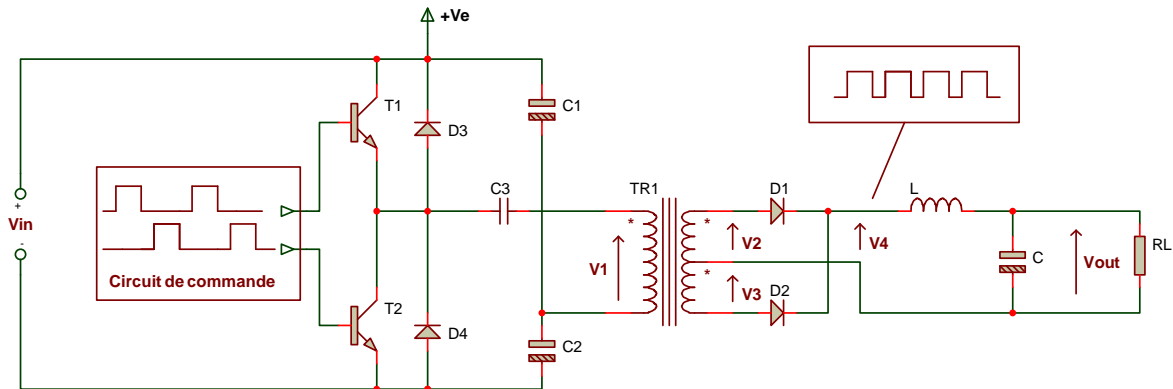 +Ve
T1
C1
D3
C3
TR1
D1
L
+
Vin
-
V1
*
*
V2
V4
C
Vout
RL
Circuit de commande
*
V3
D2
T2
D4
C2